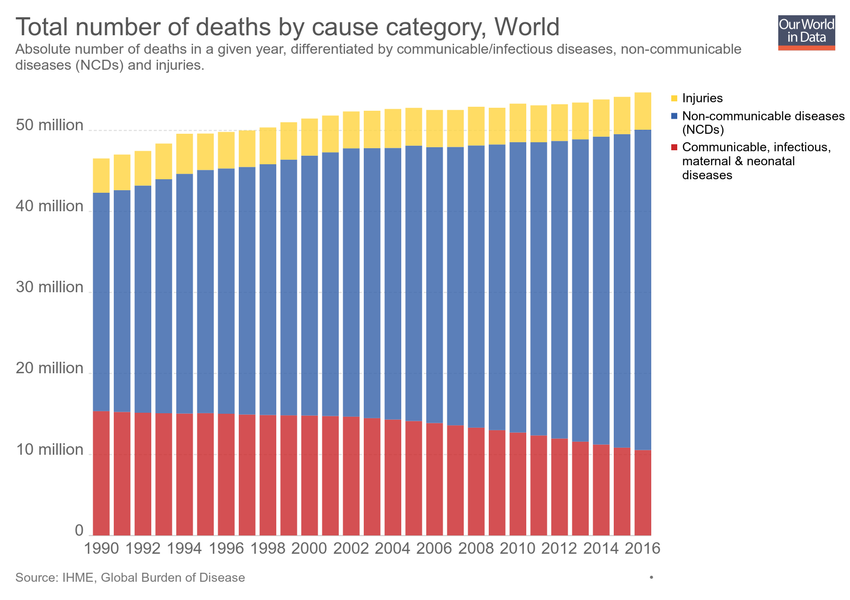 Total number of deaths by cause category, World
Our World
in Data
Absolute number of deaths in a given year, differentiated by communicable/infectious diseases, non-communicable
diseases (NCDs) and injuries.
Injuries
Non-communicable diseases
(NCDs)
Communicable, infectious,
maternal & neonatal
diseases
50 million
40 million
30 million
20 million
10 million
0
1990 1992 1994 1996 1998 2000 2002 2004 2006 2008 2010 2012 2014 2016
Source: IHME, Global Burden of Disease